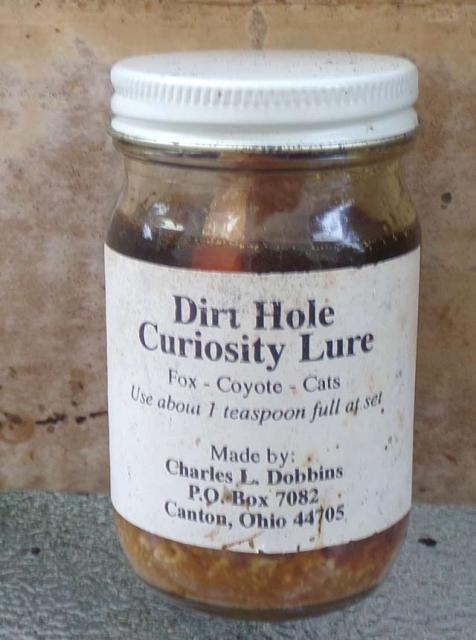 Dirt Hole
Curiosity Lure
Fox - Coyote - Cats
Use about 1 teaspoon full at set
Made by:
Charles L. Dobbins
P.O. Box 7082
Canton, Ohio 44705